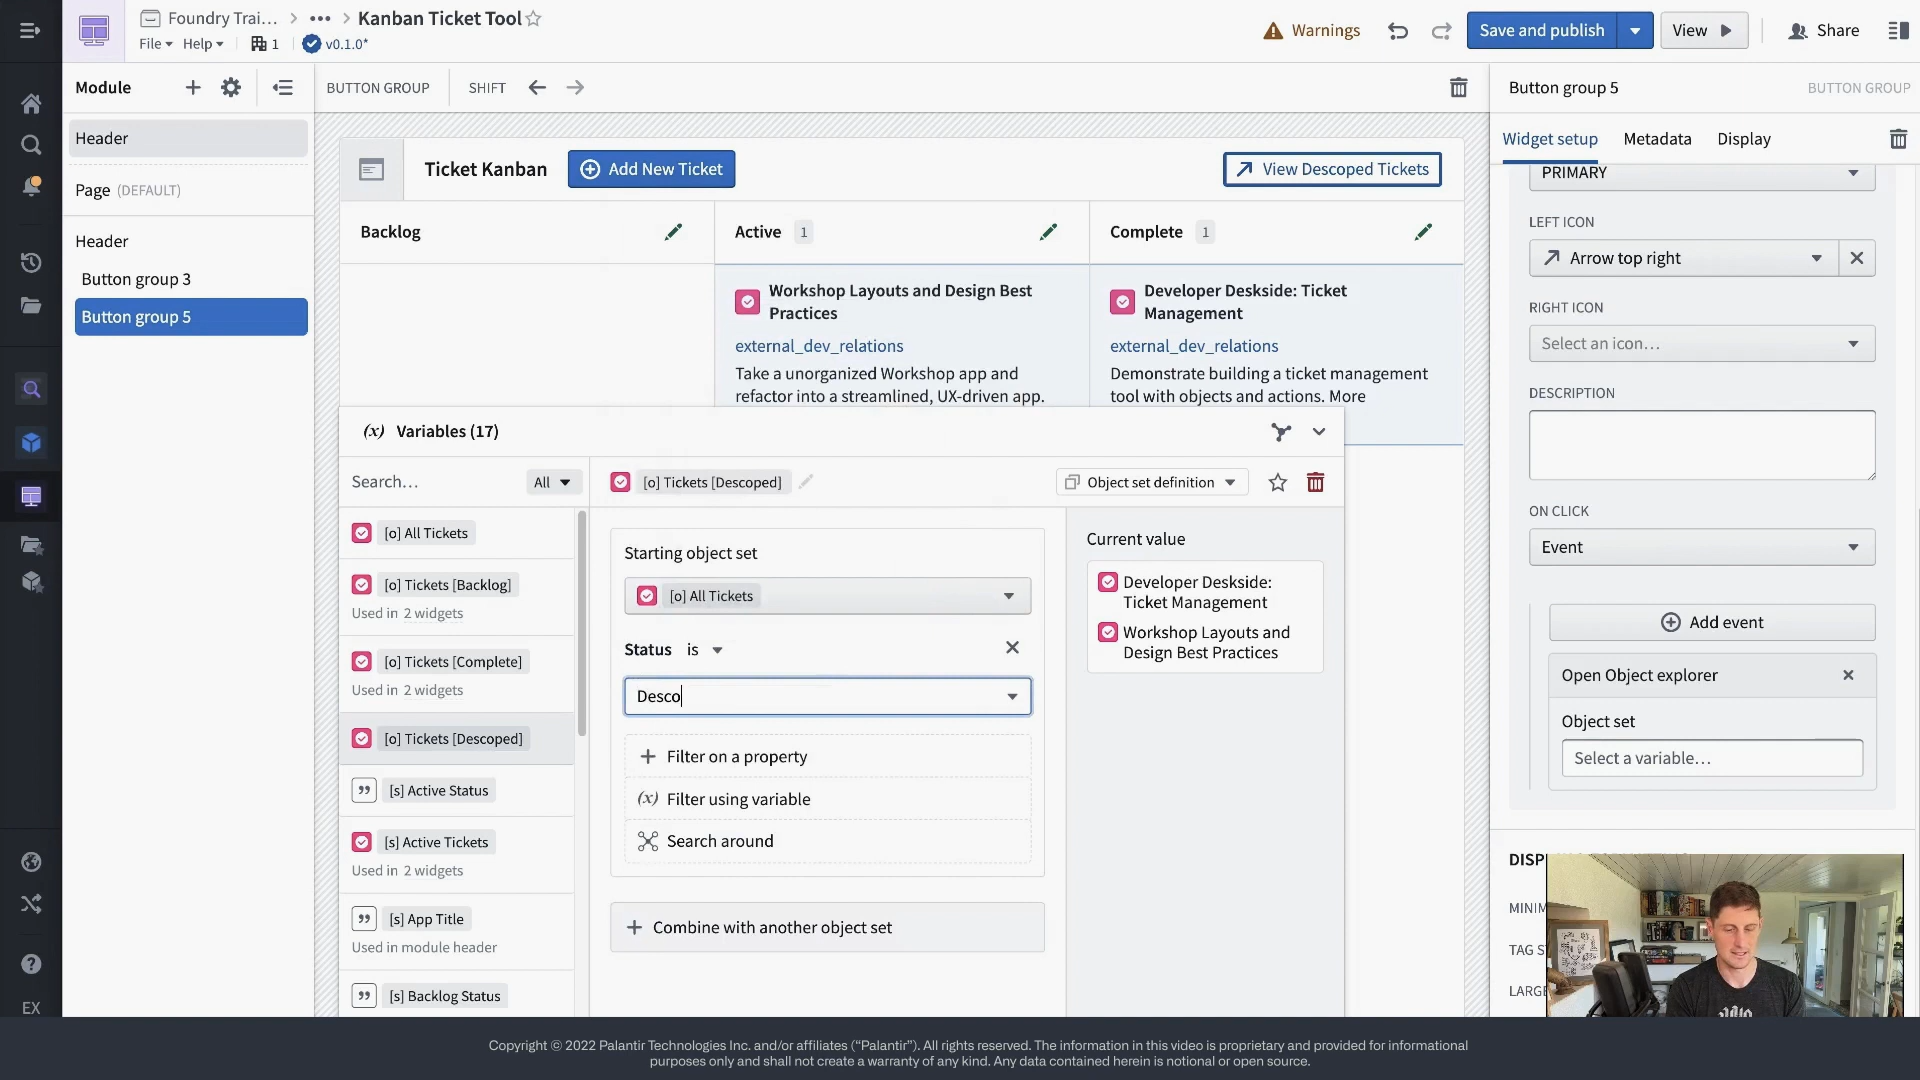 Foundry Trai…
Kanban Ticket Tool
File
Help
1
v0.1.0*
Warnings
Save and publish
View
Share
Module
BUTTON GROUP
SHIFT
Button group 5
BUTTON GROUP
Header
Page (DEFAULT)
Header
Button group 3
Button group 5
Ticket Kanban
Add New Ticket
View Descoped Tickets
Backlog
Active 1
Complete 1
Workshop Layouts and Design Best
Practices
external_dev_relations
Take a unorganized Workshop app and
refactor into a streamlined, UX-driven app.
Developer Deskside: Ticket
Management
external_dev_relations
Demonstrate building a ticket management
tool with objects and actions. More
(x) Variables (17)
Search…
All
[o] Tickets [Descoped]
Object set definition
[o] All Tickets
[o] Tickets [Backlog]
Used in 2 widgets
[o] Tickets [Complete]
Used in 2 widgets
[o] Tickets [Descoped]
[s] Active Status
[s] Active Tickets
Used in 2 widgets
[s] App Title
Used in module header
[s] Backlog Status
Starting object set
[o] All Tickets
Status is
Desco
Filter on a property
(x) Filter using variable
Search around
Combine with another object set
Current value
Developer Deskside:
Ticket Management
Workshop Layouts and
Design Best Practices
Widget setup
Metadata
Display
PRIMARY
LEFT ICON
Arrow top right
RIGHT ICON
Select an icon…
DESCRIPTION
ON CLICK
Event
Add event
Open Object explorer
Object set
Select a variable…
DISP
MINIM
TAG S
LARGE
EX
Copyright © 2022 Palantir Technologies Inc. and/or affiliates (“Palantir”). All rights reserved. The information in this video is proprietary and provided for informational
purposes only and shall not create a warranty of any kind. Any data contained herein is notional or open source.